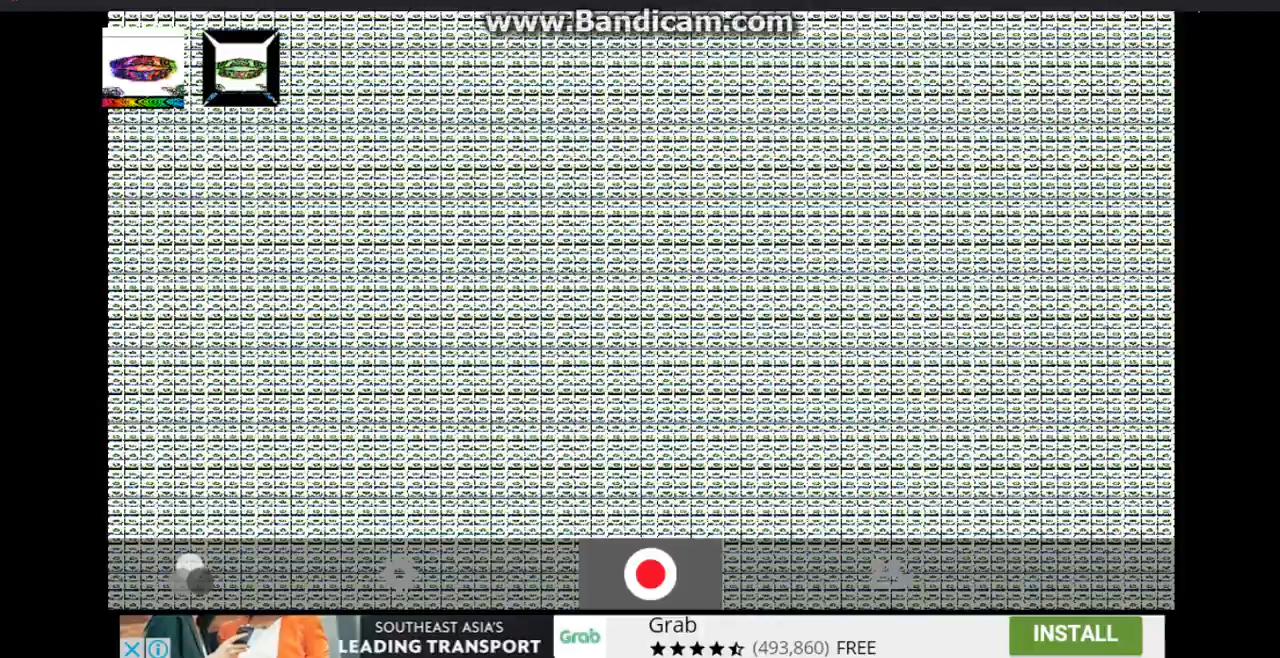 www.Bandicam.com
SOUTHEAST ASIA'S
LEADING TRANSPORT
Grab
Grab
(493,860) FREE
INSTALL